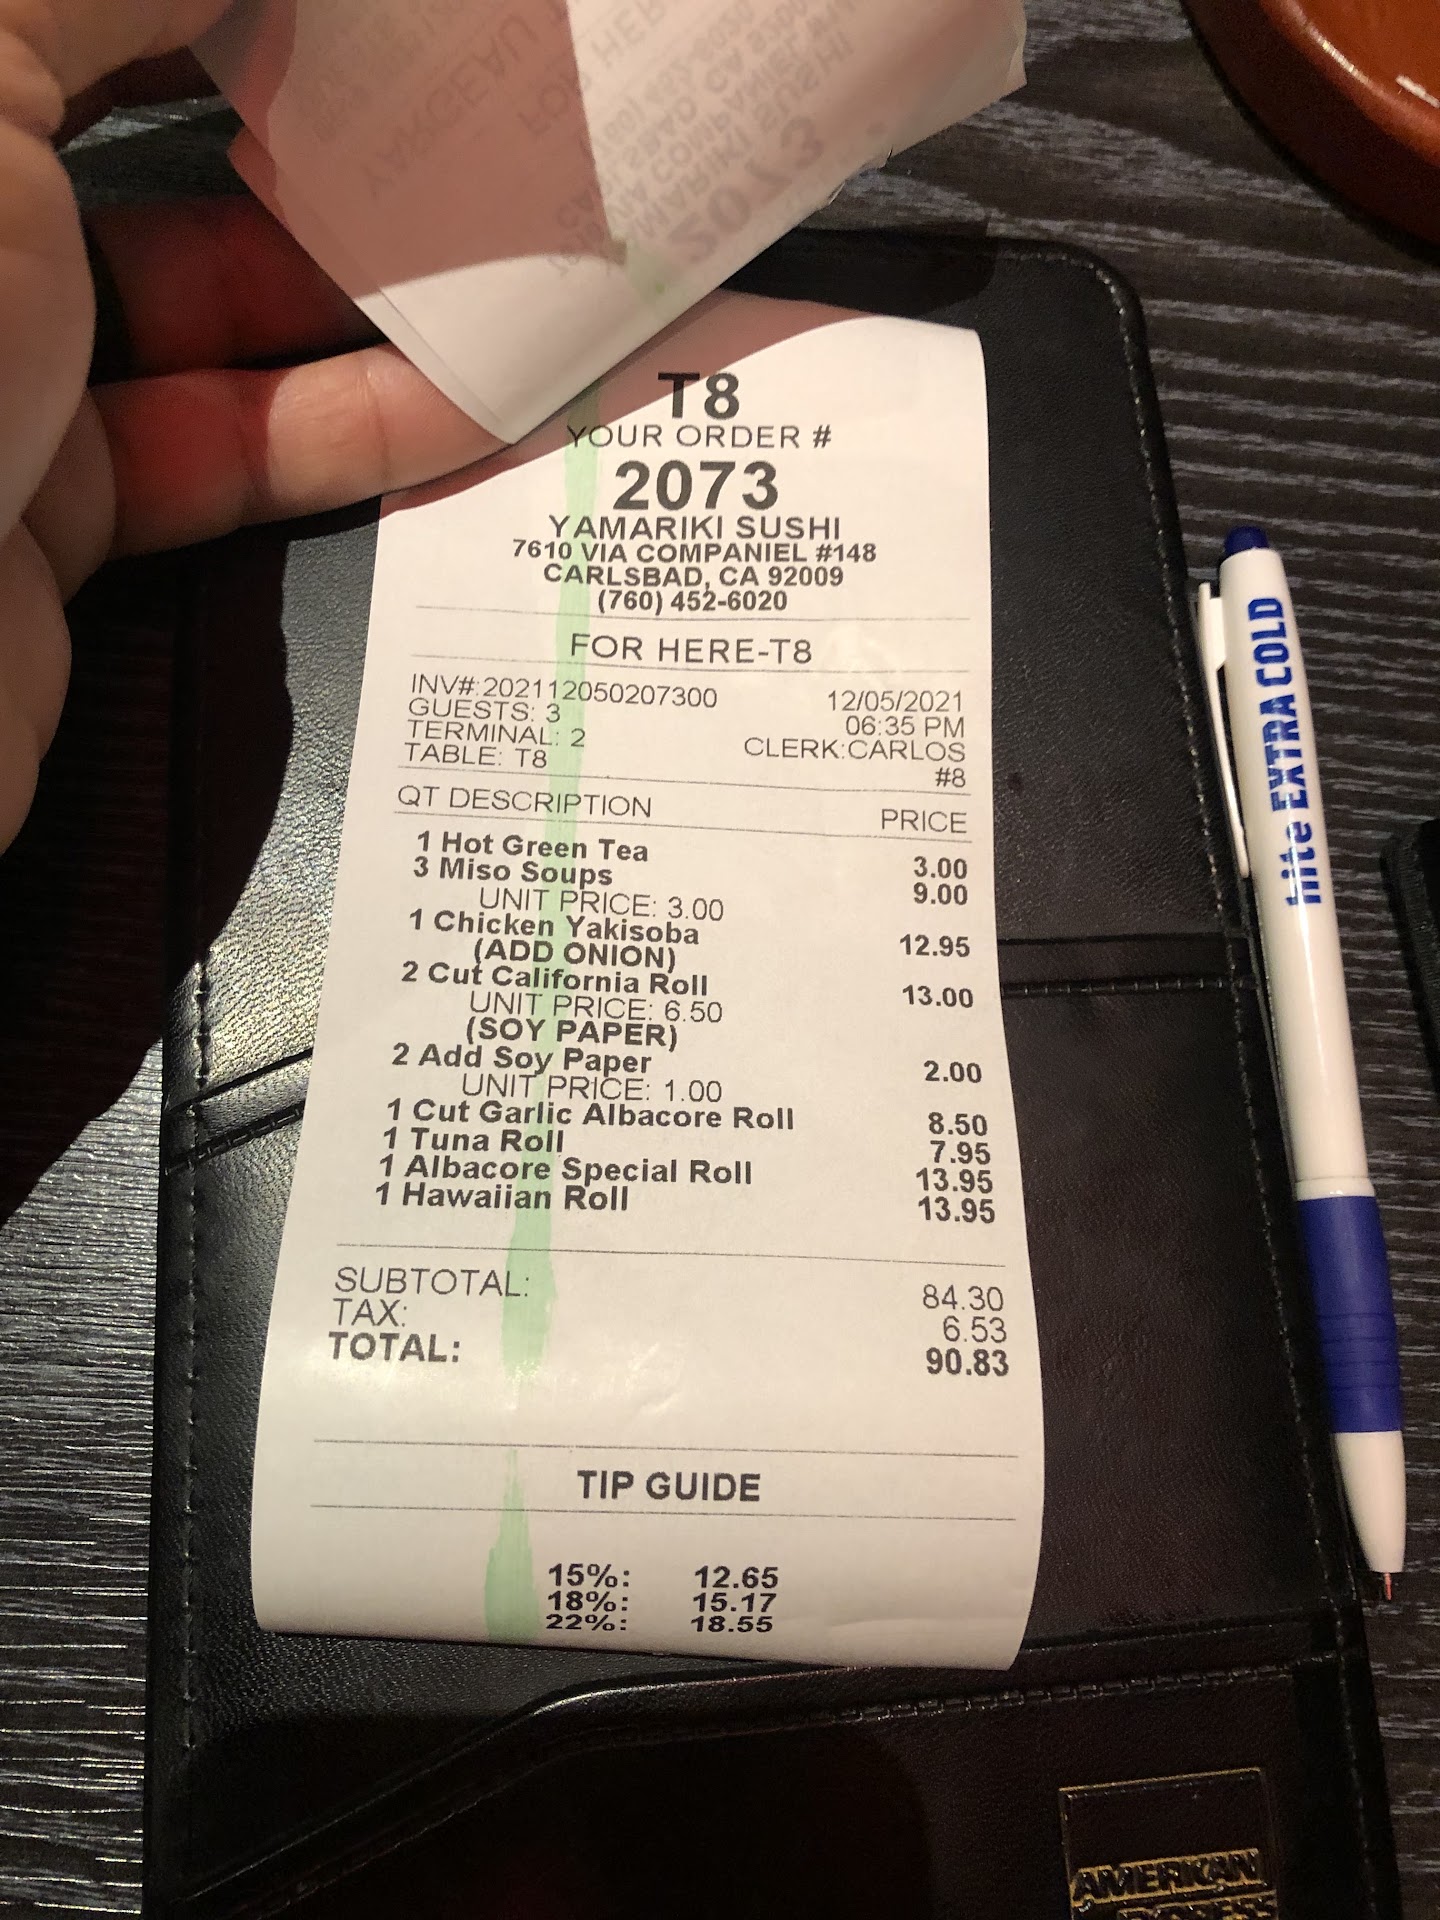 T8
YOUR ORDER #
2073
YAMARIKI SUSHI
7610 VIA COMPANIEL #148
CARLSBAD, CA 92009
(760) 452-6020
FOR HERE-T8
INV#:202112050207300 12/05/2021
GUESTS: 3 06:35 PM
TERMINAL: 2 CLERK:CARLOS
TABLE: T8 #8
QT DESCRIPTION PRICE
1 Hot Green Tea 3.00
3 Miso Soups 9.00
UNIT PRICE: 3.00
1 Chicken Yakisoba 12.95
(ADD ONION)
2 Cut California Roll 13.00
UNIT PRICE: 6.50
(SOY PAPER)
2 Add Soy Paper 2.00
UNIT PRICE: 1.00
1 Cut Garlic Albacore Roll 8.50
1 Tuna Roll 7.95
1 Albacore Special Roll 13.95
1 Hawaiian Roll 13.95
SUBTOTAL: 84.30
TAX: 6.53
TOTAL: 90.83
TIP GUIDE
15%: 12.65
18%: 15.17
22%: 18.55
hite EXTRA COLD
AMERICAN
EXPRESS